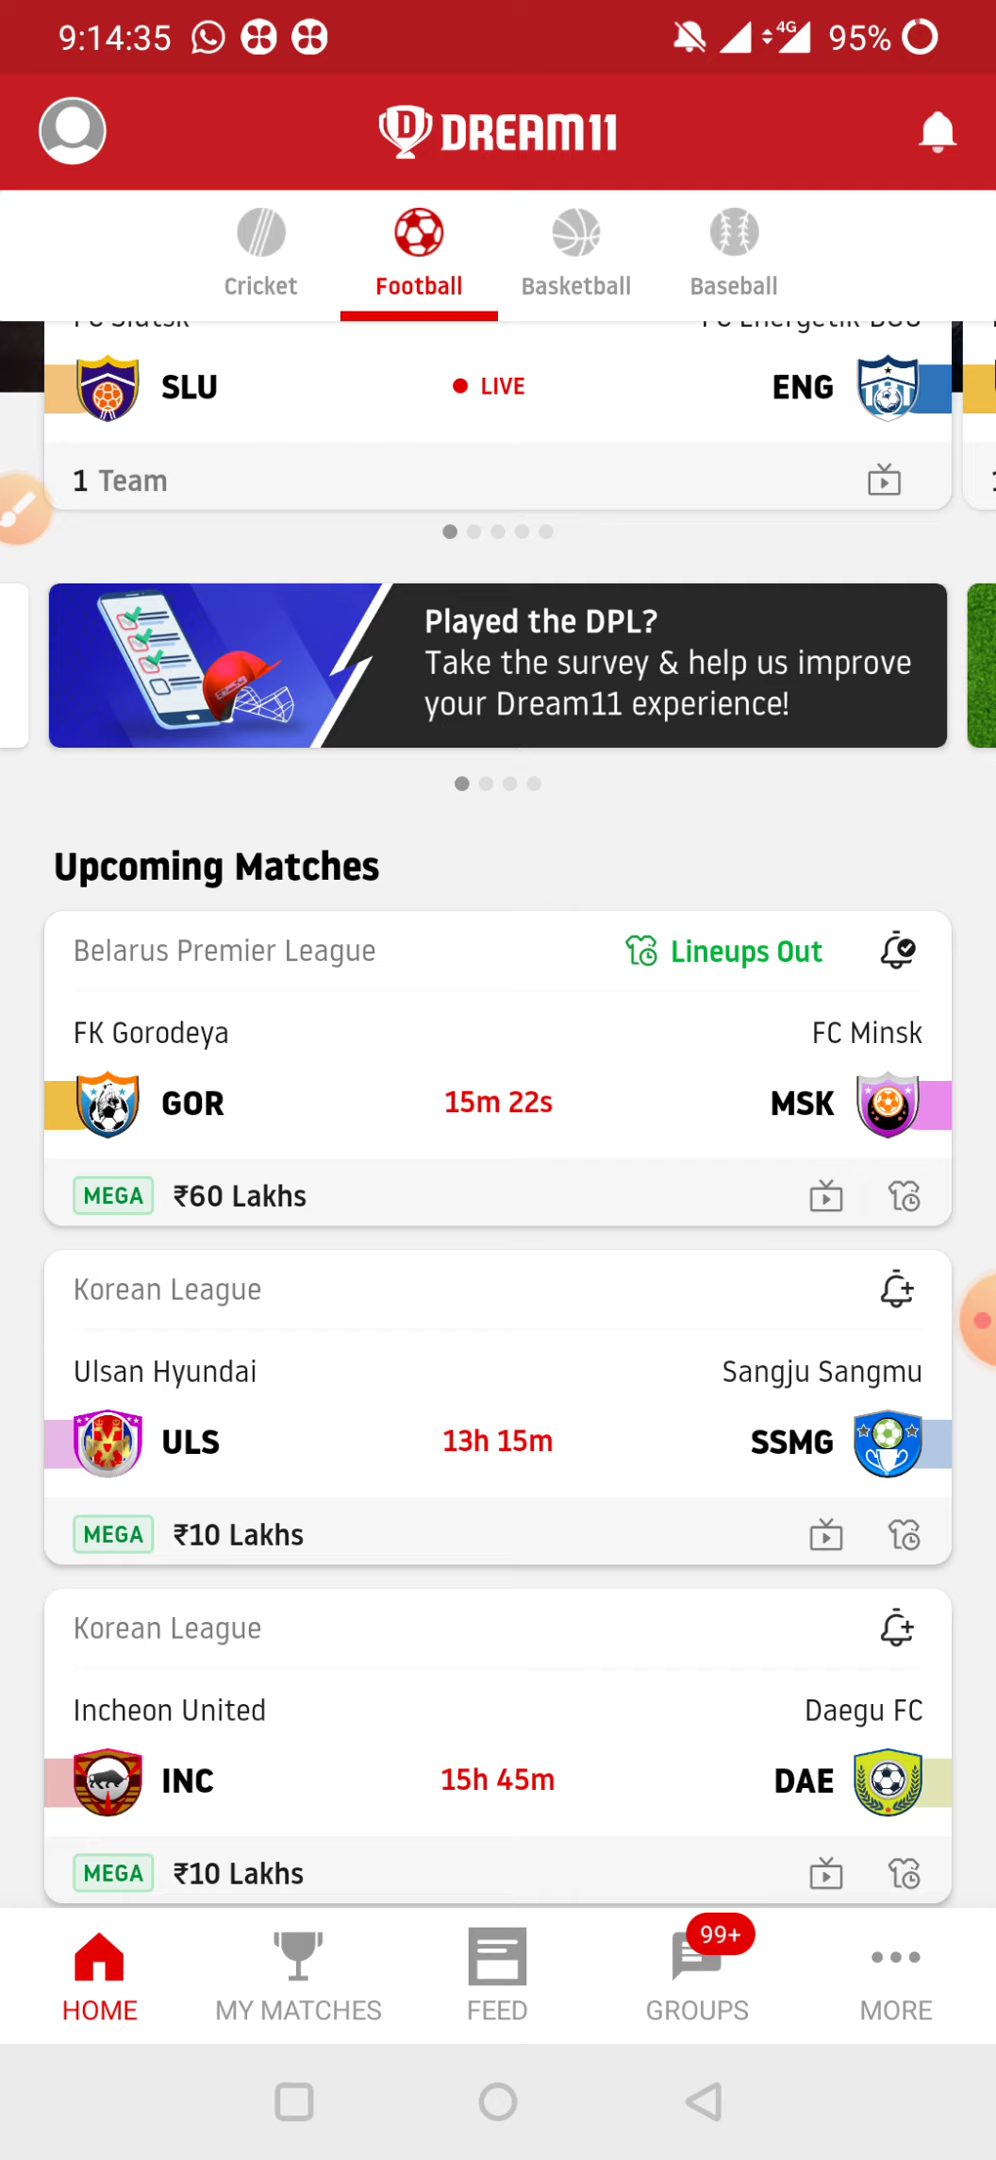 9:14:35
4G
95%
DREAM11
Cricket
Football
Basketball
Baseball
SLU
LIVE
ENG
1 Team
Played the DPL?
Take the survey & help us improve
your Dream11 experience!
Upcoming Matches
Belarus Premier League
Lineups Out
FK Gorodeya
FC Minsk
GOR
15m 22s
MSK
MEGA
₹60 Lakhs
Korean League
Ulsan Hyundai
Sangju Sangmu
ULS
13h 15m
SSMG
MEGA
₹10 Lakhs
Korean League
Incheon United
Daegu FC
INC
15h 45m
DAE
MEGA
₹10 Lakhs
99+
HOME
MY MATCHES
FEED
GROUPS
MORE